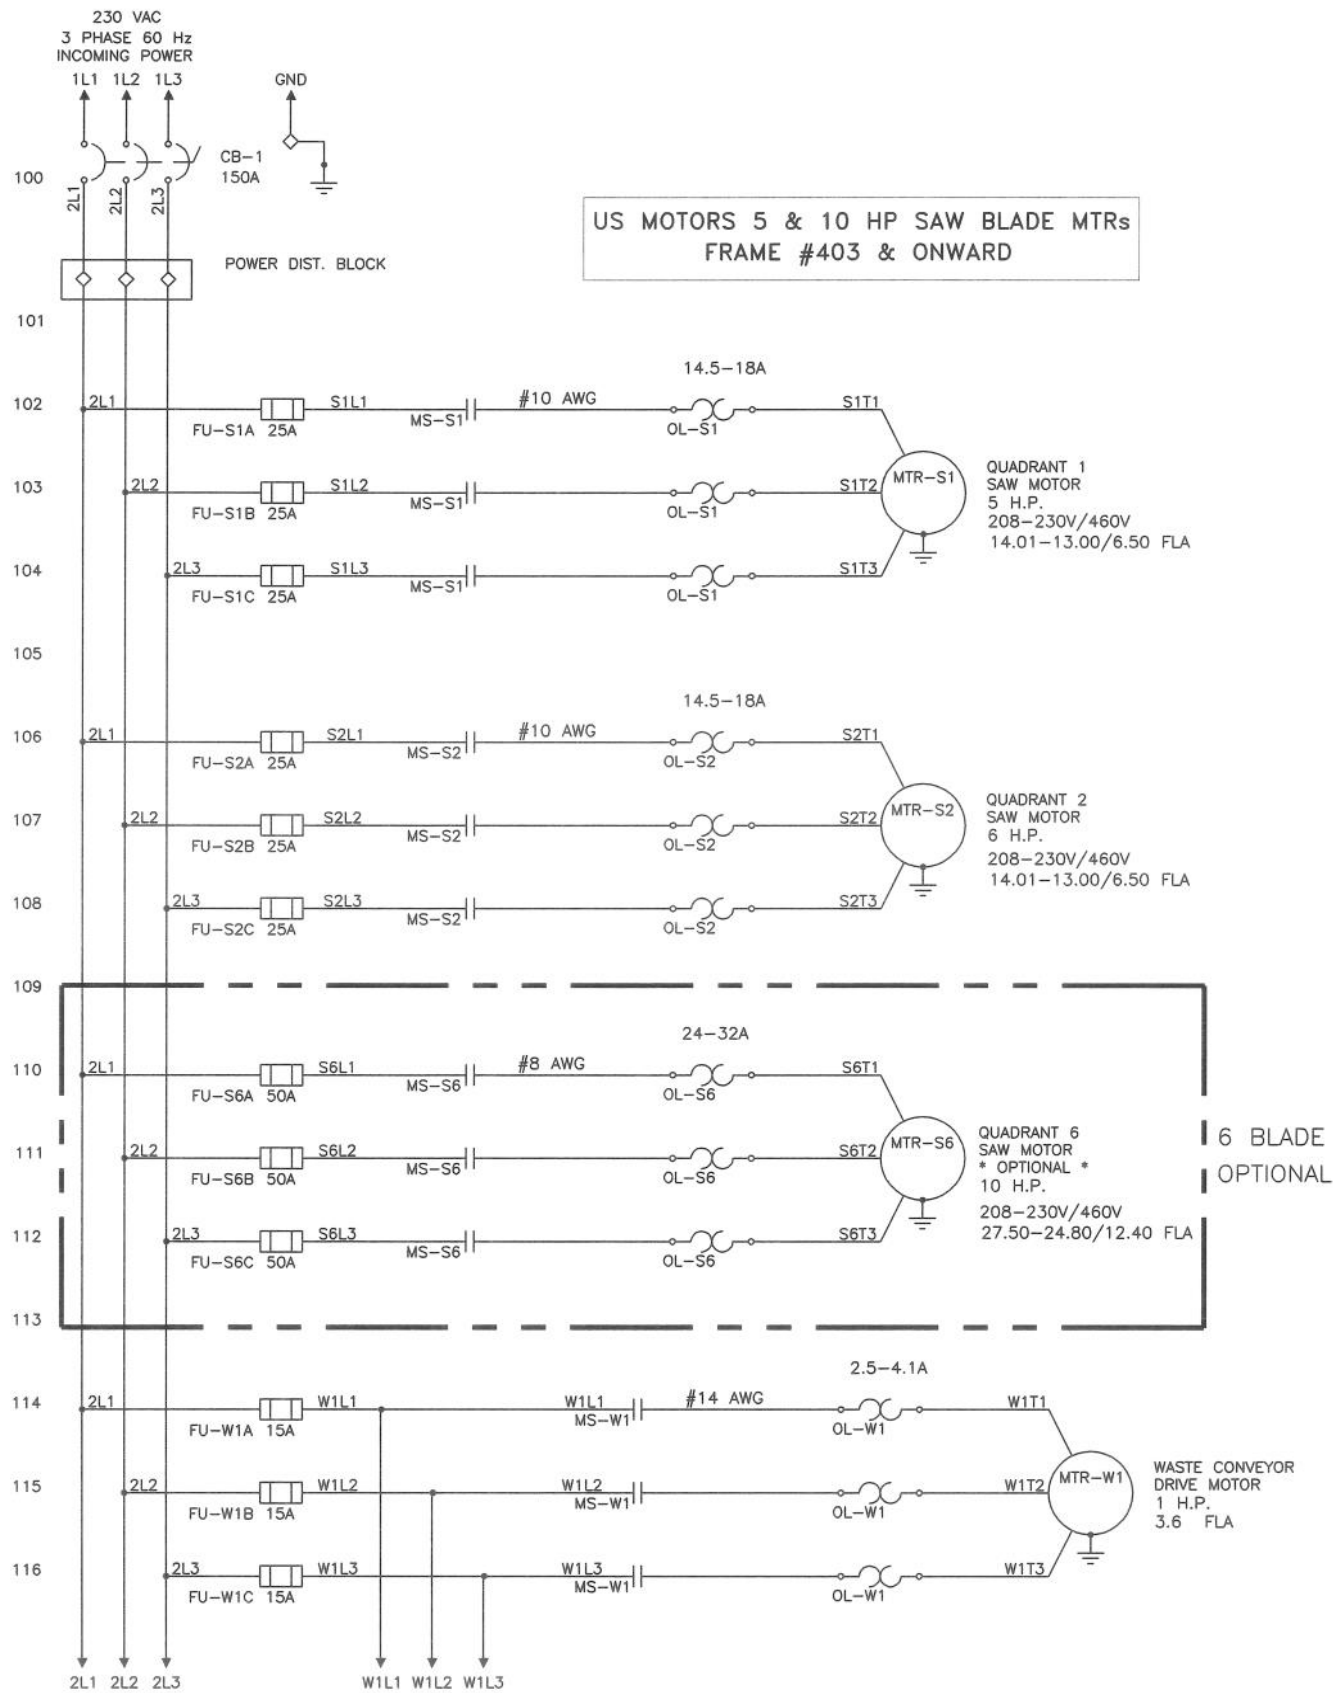 230 VAC
3 PHASE 60 Hz
INCOMING POWER
1L1 1L2 1L3 GND
CB-1
100 150A
2L1 2L2 2L3
US MOTORS 5 & 10 HP SAW BLADE MTRs
FRAME #403 & ONWARD
POWER DIST. BLOCK
101
14.5-18A
102 2L1 S1L1 #10 AWG S1T1
FU-S1A 25A MS-S1 OL-S1
103 2L2 S1L2 S1T2 MTR-S1
FU-S1B 25A MS-S1 OL-S1
QUADRANT 1
SAW MOTOR
5 H.P.
208-230V/460V
14.01-13.00/6.50 FLA
104 2L3 S1L3 S1T3
FU-S1C 25A MS-S1 OL-S1
105
14.5-18A
106 2L1 S2L1 #10 AWG S2T1
FU-S2A 25A MS-S2 OL-S2
107 2L2 S2L2 S2T2 MTR-S2
FU-S2B 25A MS-S2 OL-S2
QUADRANT 2
SAW MOTOR
6 H.P.
208-230V/460V
14.01-13.00/6.50 FLA
108 2L3 S2L3 S2T3
FU-S2C 25A MS-S2 OL-S2
109
24-32A
110 2L1 S6L1 #8 AWG S6T1
FU-S6A 50A MS-S6 OL-S6
111 2L2 S6L2 S6T2 MTR-S6
FU-S6B 50A MS-S6 OL-S6
QUADRANT 6
SAW MOTOR
* OPTIONAL *
10 H.P.
208-230V/460V
27.50-24.80/12.40 FLA
6 BLADE
OPTIONAL
112 2L3 S6L3 S6T3
FU-S6C 50A MS-S6 OL-S6
113
2.5-4.1A
114 2L1 W1L1 W1L1 #14 AWG W1T1
FU-W1A 15A MS-W1 OL-W1
115 2L2 W1L2 W1L2 W1T2 MTR-W1
FU-W1B 15A MS-W1 OL-W1
WASTE CONVEYOR
DRIVE MOTOR
1 H.P.
3.6 FLA
116 2L3 W1L3 W1L3 W1T3
FU-W1C 15A MS-W1 OL-W1
2L1 2L2 2L3 W1L1 W1L2 W1L3